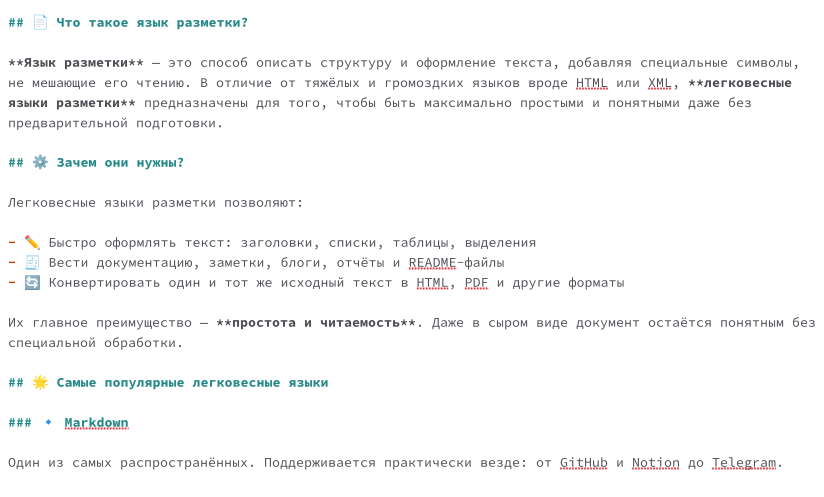 ## 📄 Что такое язык разметки?
**Язык разметки** — это способ описать структуру и оформление текста, добавляя специальные символы,
не мешающие его чтению. В отличие от тяжёлых и громоздких языков вроде HTML или XML, **легковесные
языки разметки** предназначены для того, чтобы быть максимально простыми и понятными даже без
предварительной подготовки.
## ⚙️ Зачем они нужны?
Легковесные языки разметки позволяют:
- ✏️ Быстро оформлять текст: заголовки, списки, таблицы, выделения
- 🧾 Вести документацию, заметки, блоги, отчёты и README-файлы
- 🔄 Конвертировать один и тот же исходный текст в HTML, PDF и другие форматы
Их главное преимущество — **простота и читаемость**. Даже в сыром виде документ остаётся понятным без
специальной обработки.
## 🌟 Самые популярные легковесные языки
### 🔹 Markdown
Один из самых распространённых. Поддерживается практически везде: от GitHub и Notion до Telegram.